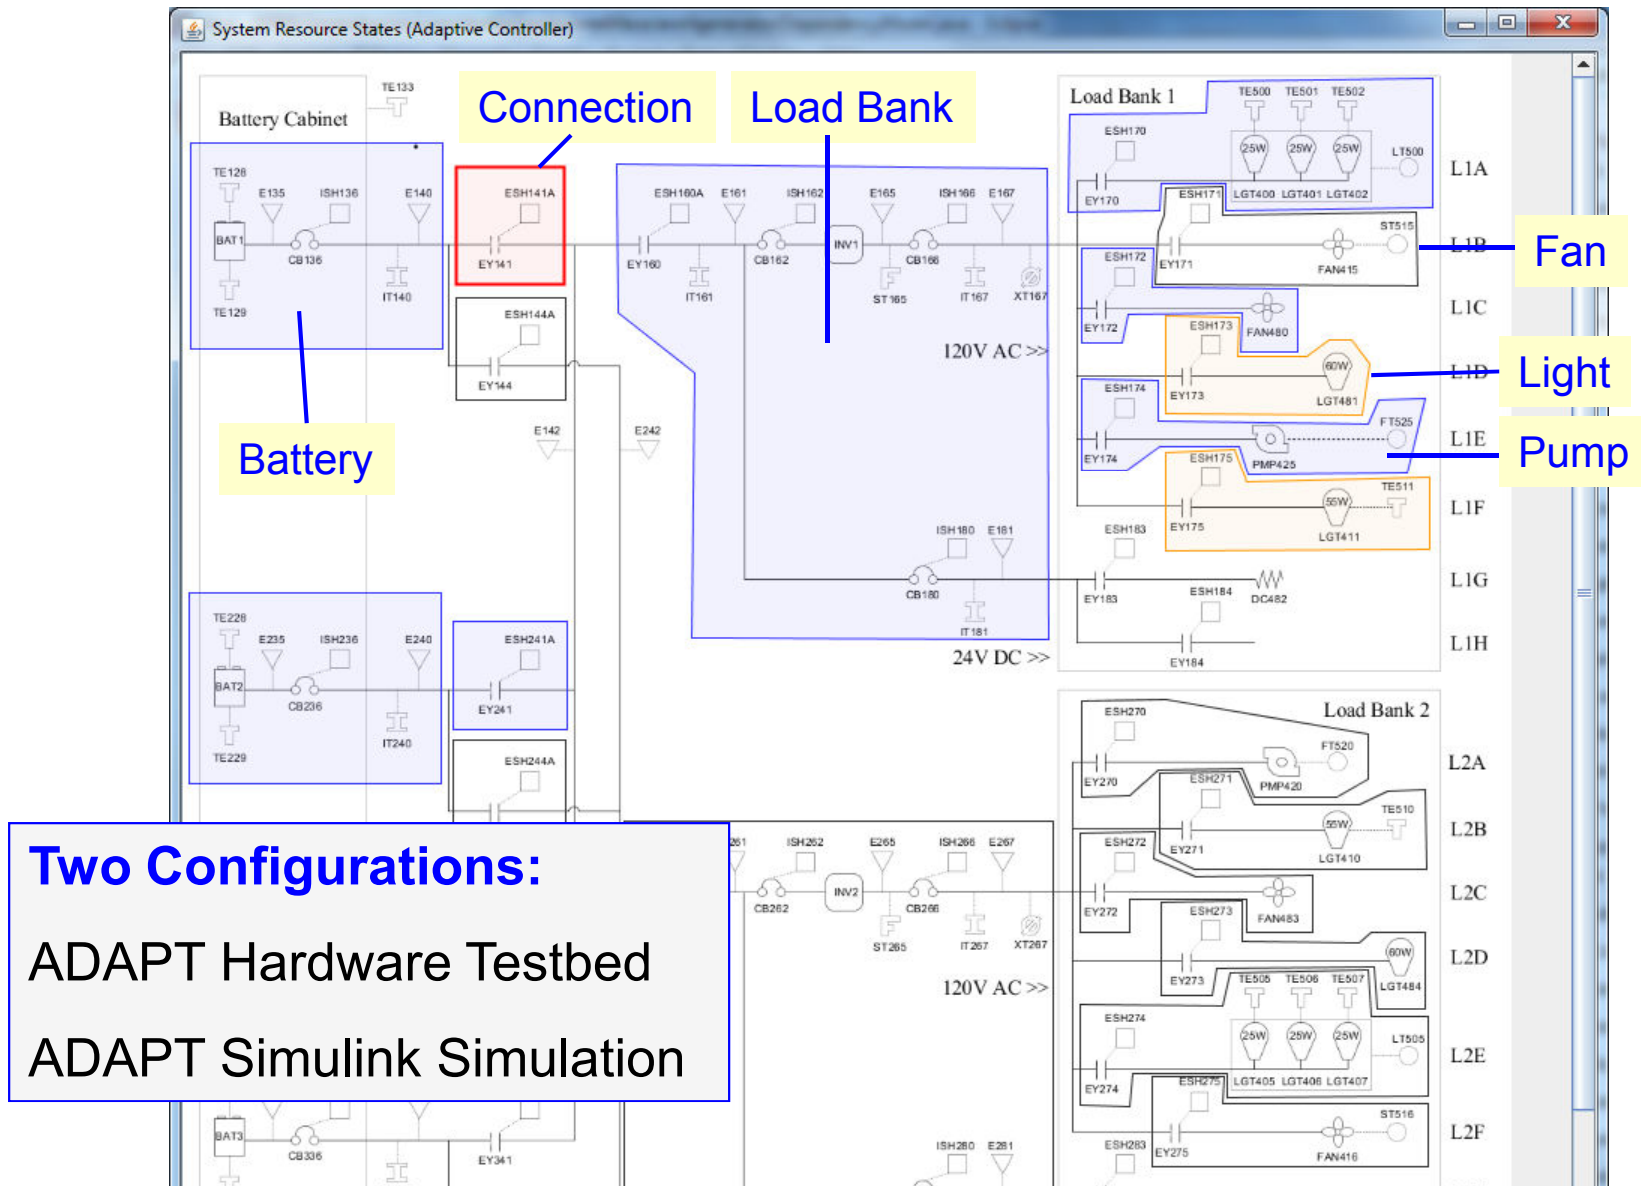 System Resource States (Adaptive Controller)
Battery Cabinet
TE133
Connection
Load Bank
Load Bank 1
TE500 TE501 TE502
ESH170
25W 25W 25W
LT500
L1A
EY170
LGT400 LGT401 LGT402
TE128
E135 ISH136 E140
BAT1
CB136
IT140
TE129
ESH141A
EY141
ESH160A E161 ISH162 E165 ISH166 E167
INV1
EY160
IT161
CB162
ST165
CB166
IT167
XT167
ESH171
ST515
L1B
EY171
FAN415
Fan
ESH172
L1C
EY172
FAN480
ESH144A
EY144
120V AC >>
ESH173
60W
L1D
Light
EY173
LGT481
ESH174
FT525
L1E
Pump
EY174
PMP425
Battery
E142 E242
ESH175
TE511
55W
L1F
EY175
LGT411
ISH180 E181
CB180
IT181
ESH183
L1G
EY183
DC482
ESH184
L1H
EY184
24V DC >>
TE228
E235 ISH236 E240
BAT2
CB236
IT240
TE229
ESH241A
EY241
ESH244A
Load Bank 2
ESH270
FT520
L2A
EY270
PMP420
ESH271
TE510
55W
L2B
EY271
LGT410
261 ISH262 E265 ISH266 E267
INV2
CB262
ST265
CB266
IT267
XT267
ESH272
L2C
EY272
FAN483
ESH273
60W
L2D
EY273
LGT484
120V AC >>
TE505 TE506 TE507
ESH274
25W 25W 25W
LT505
L2E
EY274
LGT405 LGT406 LGT407
ESH275
ST516
L2F
EY275
FAN416
Two Configurations:
ADAPT Hardware Testbed
ADAPT Simulink Simulation
BAT3
CB336
EY341
ISH280 E281
ESH283